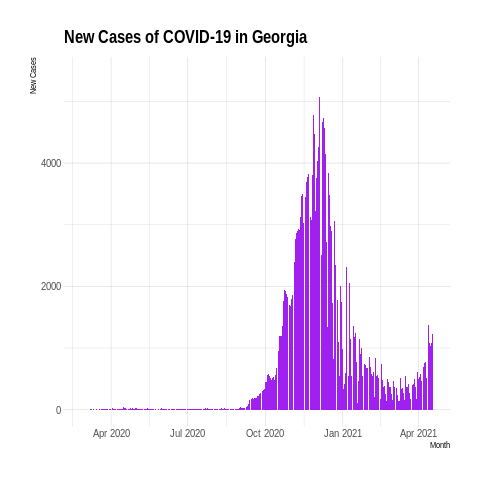 New Cases of COVID-19 in Georgia
New Cases
4000
2000
0
Apr 2020 Jul 2020 Oct 2020 Jan 2021 Apr 2021
Month